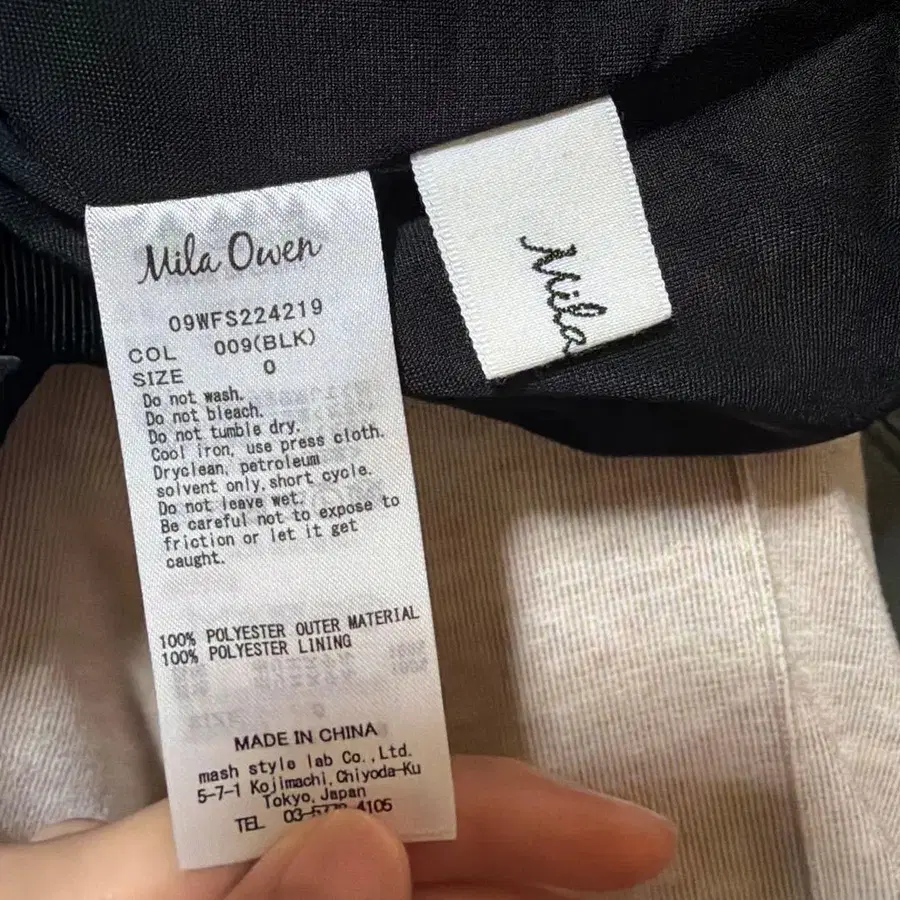 Mila Owen
09WFS224219
COL 009(BLK)
SIZE 0
Do not wash.
Do not bleach.
Do not tumble dry.
Cool iron, use press cloth.
Dryclean, petroleum
solvent only,short cycle.
Do not leave wet.
Be careful not to expose to
friction or let it get
caught.
100% POLYESTER OUTER MATERIAL
100% POLYESTER LINING
MADE IN CHINA
mash style lab Co.,Ltd.
5-7-1 Kojimachi,Chiyoda-Ku
Tokyo,Japan
TEL 4105
Mila